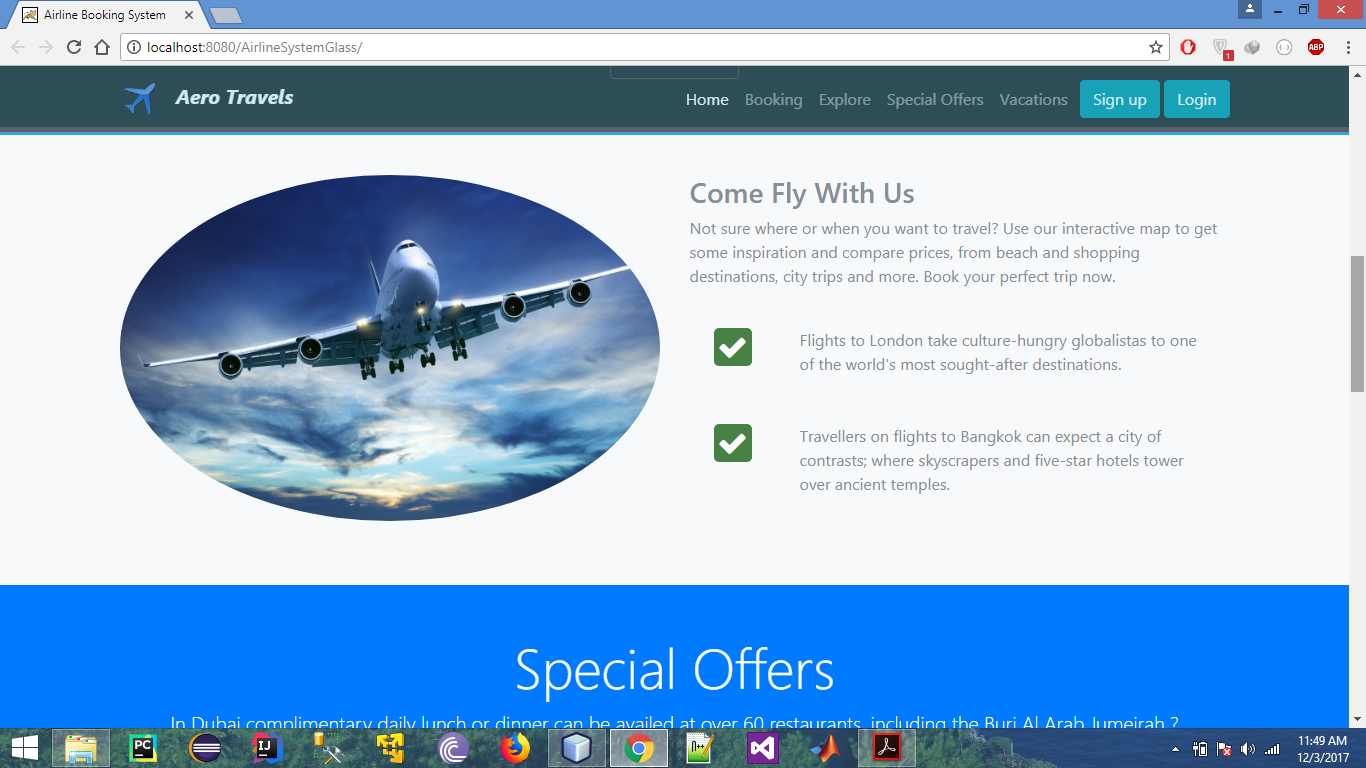 Airline Booking System
localhost:8080/AirlineSystemGlass/
1
ABP
Aero Travels
Home Booking Explore Special Offers Vacations Sign up Login
Come Fly With Us
Not sure where or when you want to travel? Use our interactive map to get
some inspiration and compare prices, from beach and shopping
destinations, city trips and more. Book your perfect trip now.
Flights to London take culture-hungry globalistas to one
of the world's most sought-after destinations.
Travellers on flights to Bangkok can expect a city of
contrasts; where skyscrapers and five-star hotels tower
over ancient temples.
Special Offers
In Dubai complimentary daily lunch or dinner can be availed at over 60 restaurants, including the Burj Al Arab Jumeirah ?
PC
IJ
11:49 AM
12/3/2017